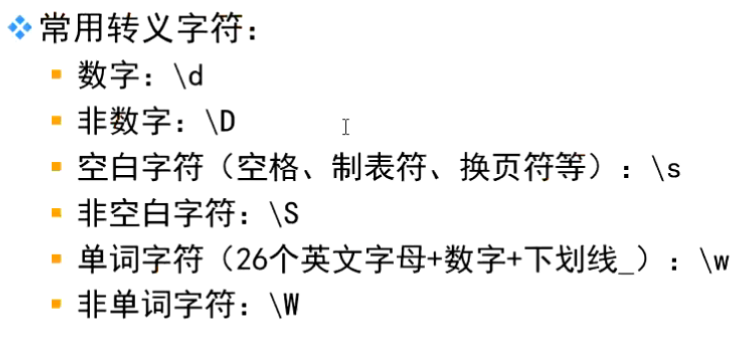 常用转义字符：
数字：\d
非数字：\D
空白字符（空格、制表符、换页符等）：\s
非空白字符：\S
单词字符（26个英文字母+数字+下划线_）：\w
非单词字符：\W